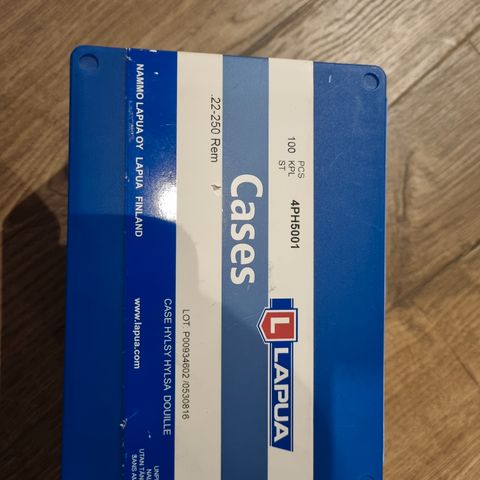 100
PCS
KPL
ST
4PH5001
LAPUA
.22-250 Rem
Cases
LOT: P00934602 /0530816
CASE HYLSY HYLSA DOUILLE
NAMMO LAPUA OY LAPUA FINLAND
www.lapua.com